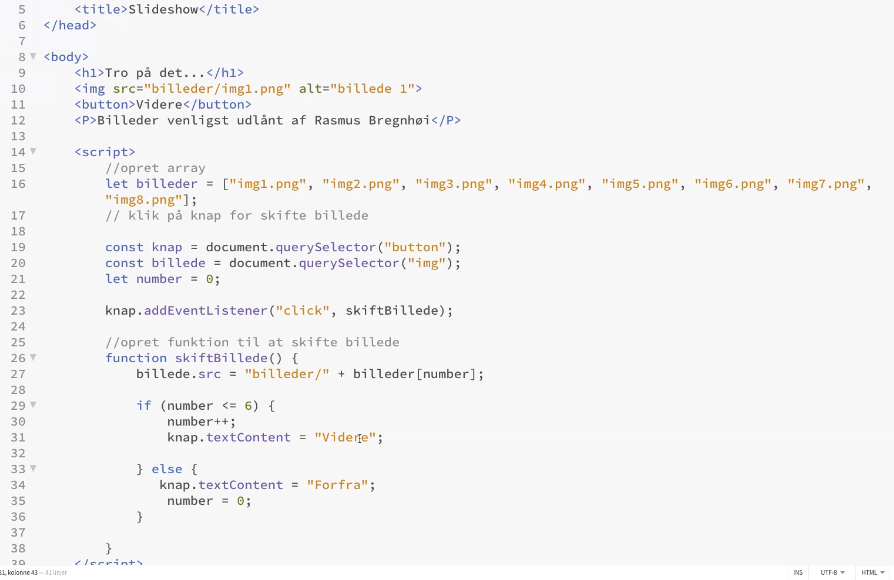 5 <title>Slideshow</title>
6 </head>
7
8 <body>
9 <h1>Tro på det...</h1>
10 <img src="billeder/img1.png" alt="billede 1">
11 <button>Videre</button>
12 <P>Billeder venligst udlånt af Rasmus Bregnhøi</P>
13
14 <script>
15 //opret array
16 let billeder = ["img1.png", "img2.png", "img3.png", "img4.png", "img5.png", "img6.png", "img7.png",
"img8.png"];
17 // klik på knap for skifte billede
18
19 const knap = document.querySelector("button");
20 const billede = document.querySelector("img");
21 let number = 0;
22
23 knap.addEventListener("click", skiftBillede);
24
25 //opret funktion til at skifte billede
26 function skiftBillede() {
27 billede.src = "billeder/" + billeder[number];
28
29 if (number <= 6) {
30 number++;
31 knap.textContent = "Videre";
32
33 } else {
34 knap.textContent = "Forfra";
35 number = 0;
36 }
37
38 }
39 </script>
kolonne 43 — 41 linjer
INS UTF-8 HTML